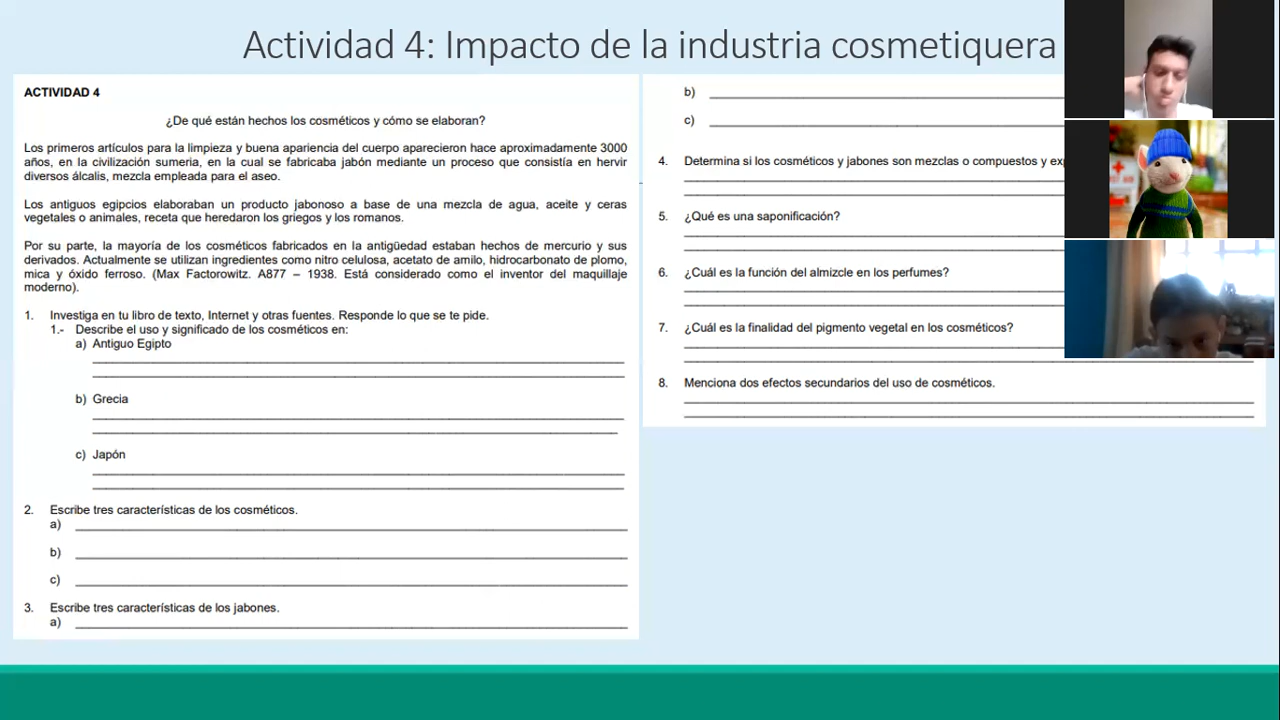 Actividad 4: Impacto de la industria cosmetiquera
ACTIVIDAD 4
¿De qué están hechos los cosméticos y cómo se elaboran?
Los primeros artículos para la limpieza y buena apariencia del cuerpo aparecieron hace aproximadamente 3000
años, en la civilización sumeria, en la cual se fabricaba jabón mediante un proceso que consistía en hervir
diversos álcalis, mezcla empleada para el aseo.
Los antiguos egipcios elaboraban un producto jabonoso a base de una mezcla de agua, aceite y ceras
vegetales o animales, receta que heredaron los griegos y los romanos.
Por su parte, la mayoría de los cosméticos fabricados en la antigüedad estaban hechos de mercurio y sus
derivados. Actualmente se utilizan ingredientes como nitro celulosa, acetato de amilo, hidrocarbonato de plomo,
mica y óxido ferroso. (Max Factorowitz. A877 – 1938. Está considerado como el inventor del maquillaje
moderno).
1. Investiga en tu libro de texto, Internet y otras fuentes. Responde lo que se te pide.
1.- Describe el uso y significado de los cosméticos en:
a) Antiguo Egipto
b) Grecia
c) Japón
2. Escribe tres características de los cosméticos.
a)
b)
c)
3. Escribe tres características de los jabones.
a)
b)
c)
4. Determina si los cosméticos y jabones son mezclas o compuestos y
5. ¿Qué es una saponificación?
6. ¿Cuál es la función del almizcle en los perfumes?
7. ¿Cuál es la finalidad del pigmento vegetal en los cosméticos?
8. Menciona dos efectos secundarios del uso de cosméticos.